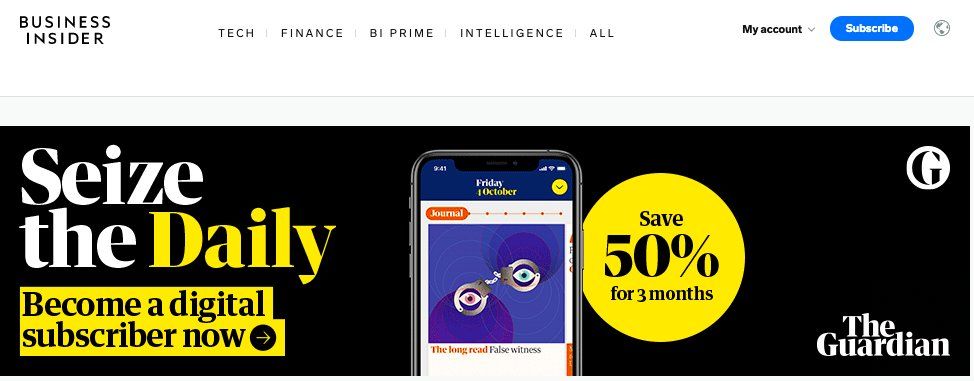 BUSINESS
INSIDER
TECH
FINANCE
BI PRIME
INTELLIGENCE
ALL
My account
Subscribe
Seize
the Daily
Become a digital
subscriber now
9:41
Friday
4 October
Journal
The long read False witness
Save
50%
for 3 months
G
The
Guardian